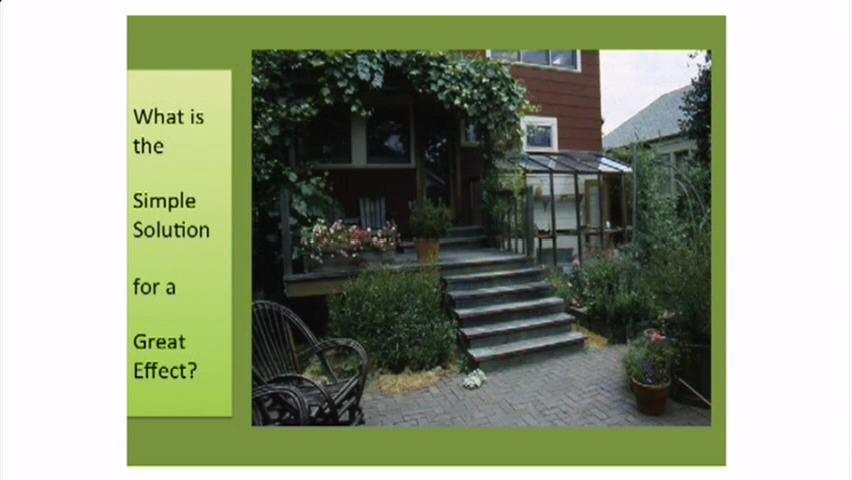 What is
the
Simple
Solution
for a
Great
Effect?